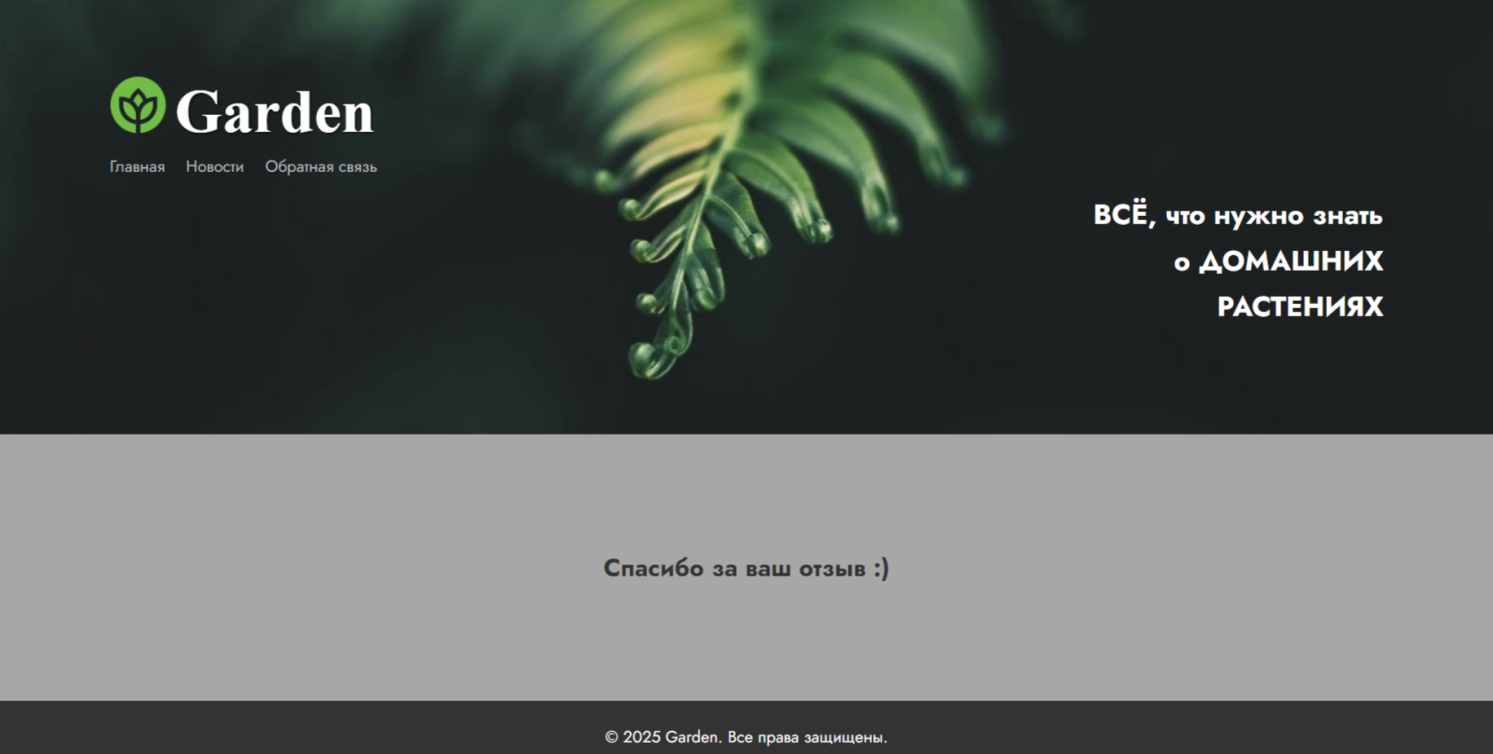 Garden
Главная Новости Обратная связь
ВСЁ, что нужно знать
о ДОМАШНИХ
РАСТЕНИЯХ
Спасибо за ваш отзыв :)
© 2025 Garden. Все права защищены.